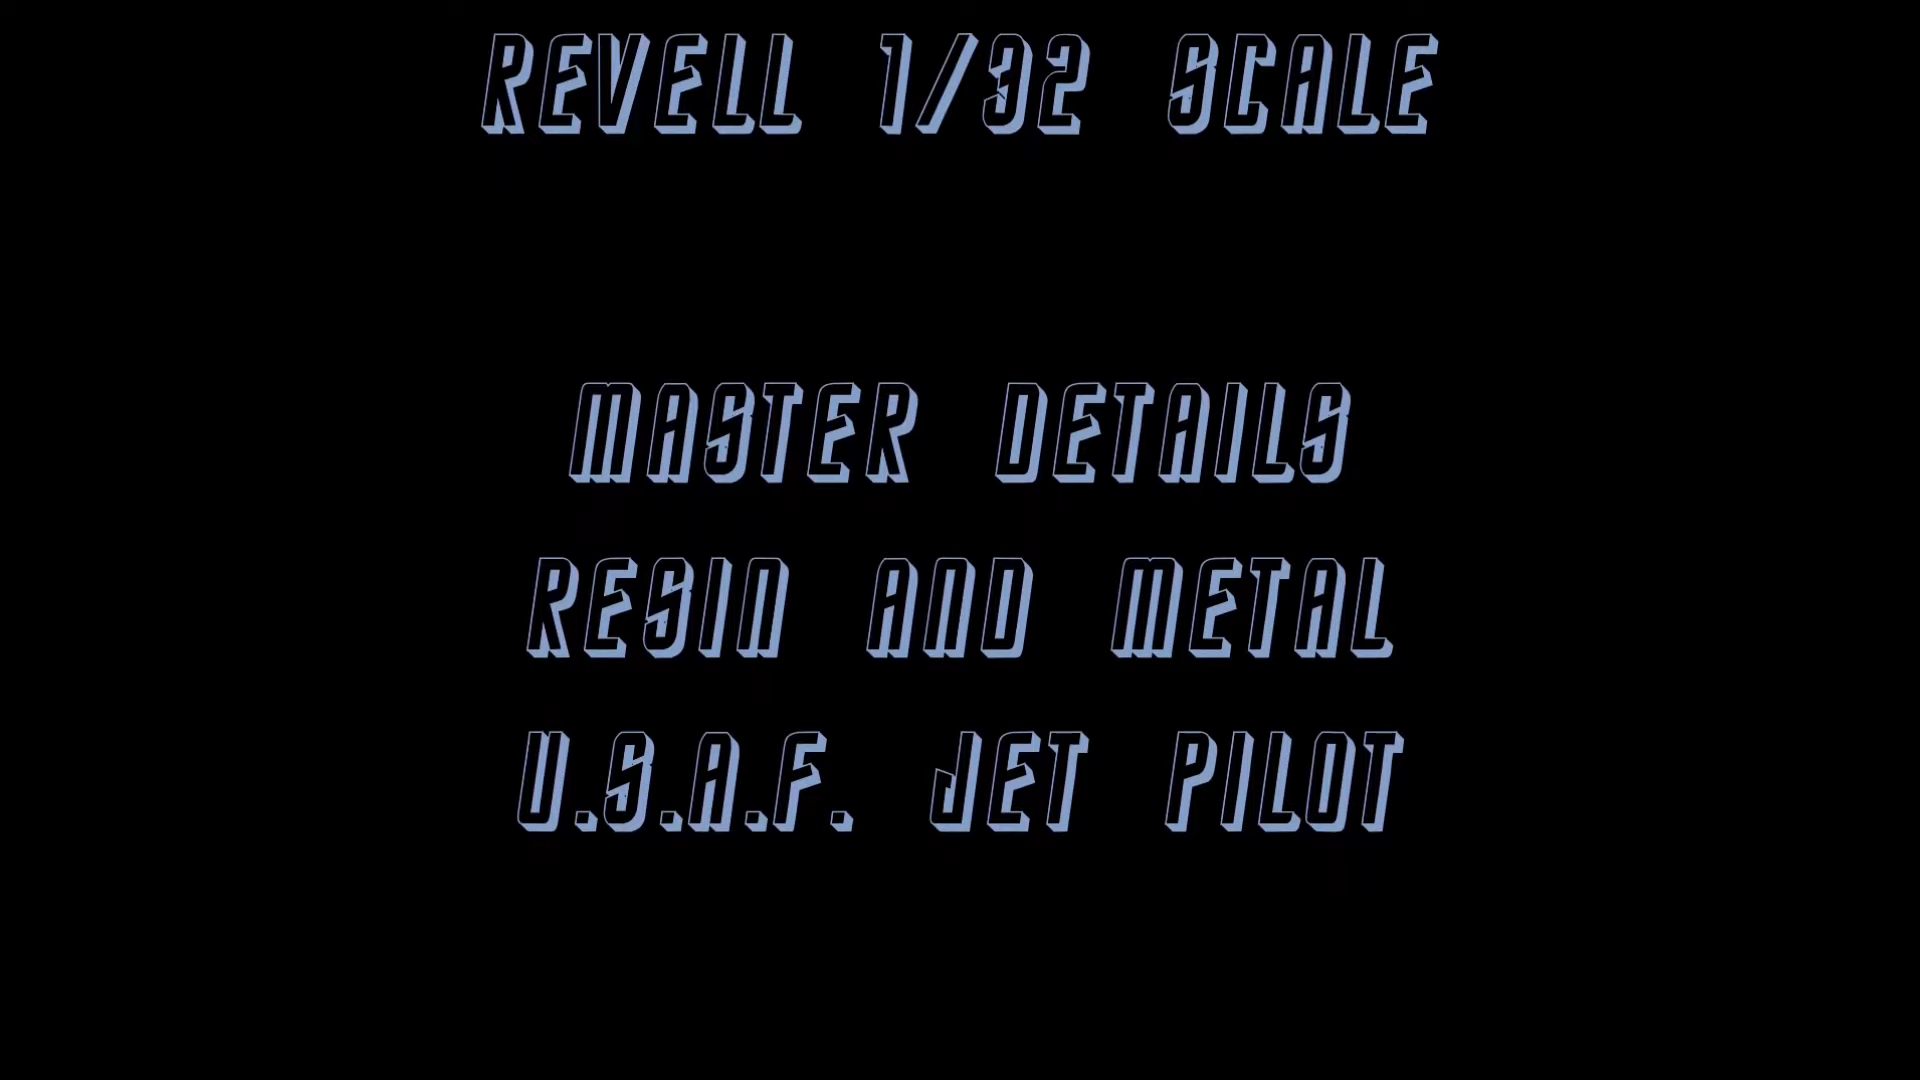 REVELL 1/32 SCALE
MASTER DETAILS
RESIN AND METAL
U.S.A.F. JET PILOT